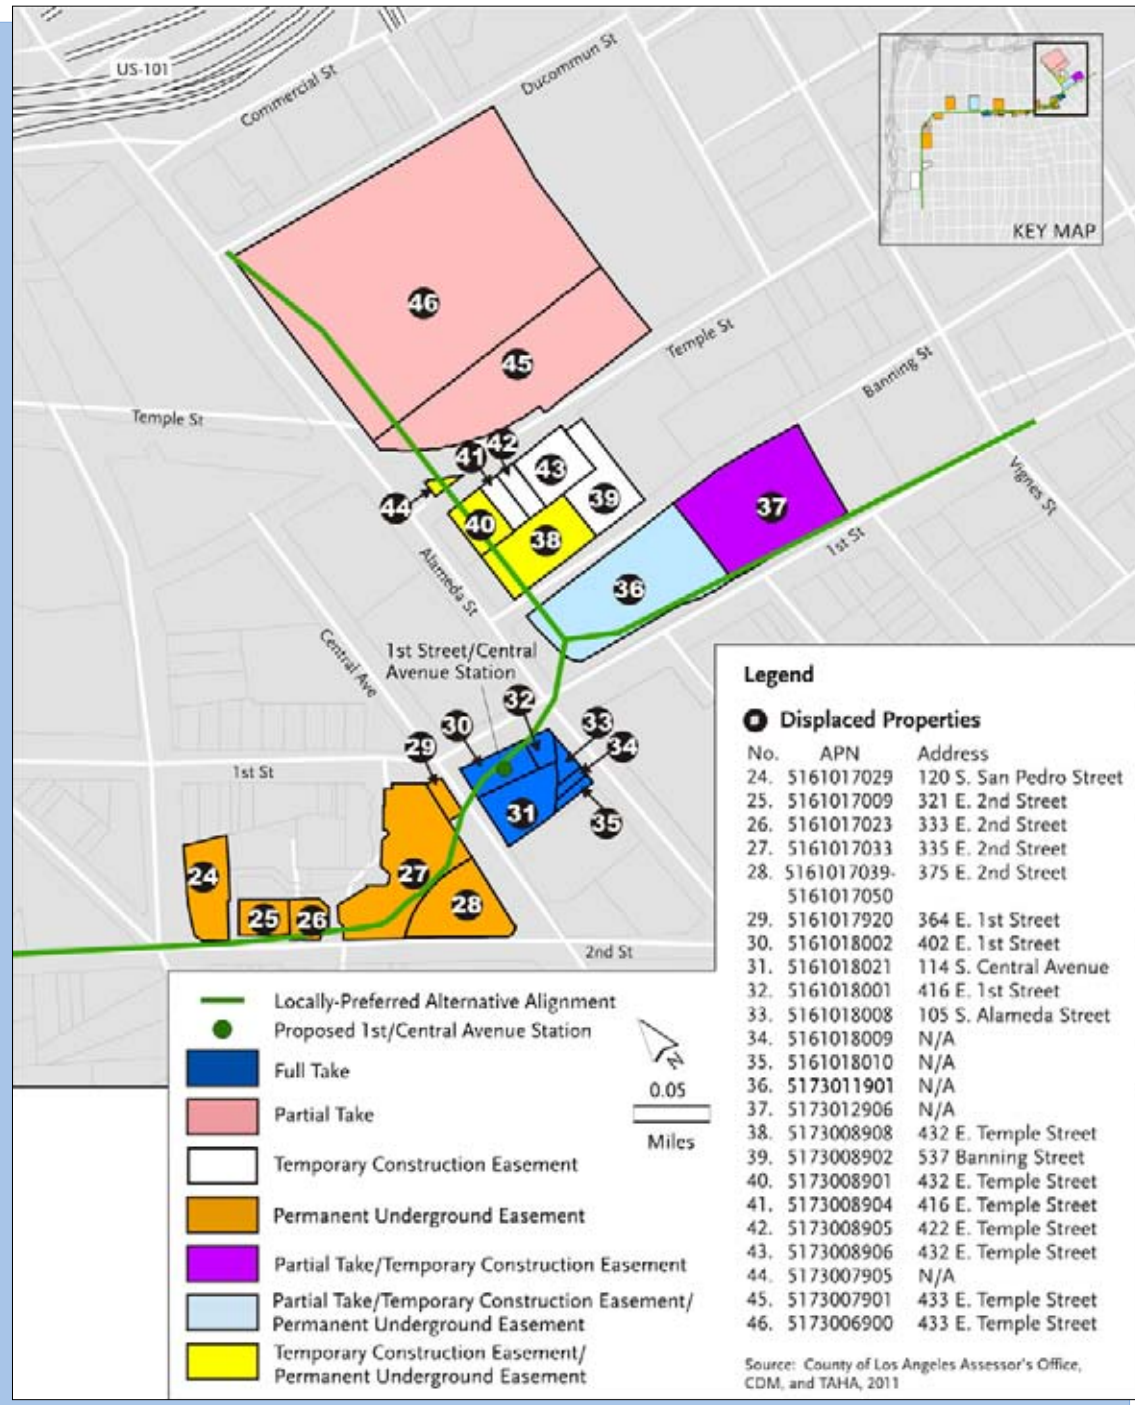 US-101
Commercial St
Ducommun St
KEY MAP
46
45
Temple St
Banning St
Temple St
42
41
43
39
44
40
38
37
Vignes St
1st St
36
Alameda St
Central Ave
1st Street/Central
Avenue Station
32
33
30
34
29
1st St
31
35
27
24
28
25
26
2nd St
Legend
Displaced Properties
No. APN Address
24. 5161017029 120 S. San Pedro Street
25. 5161017009 321 E. 2nd Street
26. 5161017023 333 E. 2nd Street
27. 5161017033 335 E. 2nd Street
28. 5161017039- 375 E. 2nd Street
5161017050
29. 5161017920 364 E. 1st Street
30. 5161018002 402 E. 1st Street
31. 5161018021 114 S. Central Avenue
32. 5161018001 416 E. 1st Street
33. 5161018008 105 S. Alameda Street
34. 5161018009 N/A
35. 5161018010 N/A
36. 5173011901 N/A
37. 5173012906 N/A
38. 5173008908 432 E. Temple Street
39. 5173008902 537 Banning Street
40. 5173008901 432 E. Temple Street
41. 5173008904 416 E. Temple Street
42. 5173008905 422 E. Temple Street
43. 5173008906 432 E. Temple Street
44. 5173007905 N/A
45. 5173007901 433 E. Temple Street
46. 5173006900 433 E. Temple Street
Source: County of Los Angeles Assessor's Office,
CDM, and TAHA, 2011
Locally-Preferred Alternative Alignment
Proposed 1st/Central Avenue Station
Full Take
Partial Take
Temporary Construction Easement
Permanent Underground Easement
Partial Take/Temporary Construction Easement
Partial Take/Temporary Construction Easement/
Permanent Underground Easement
Temporary Construction Easement/
Permanent Underground Easement
N
0.05
Miles